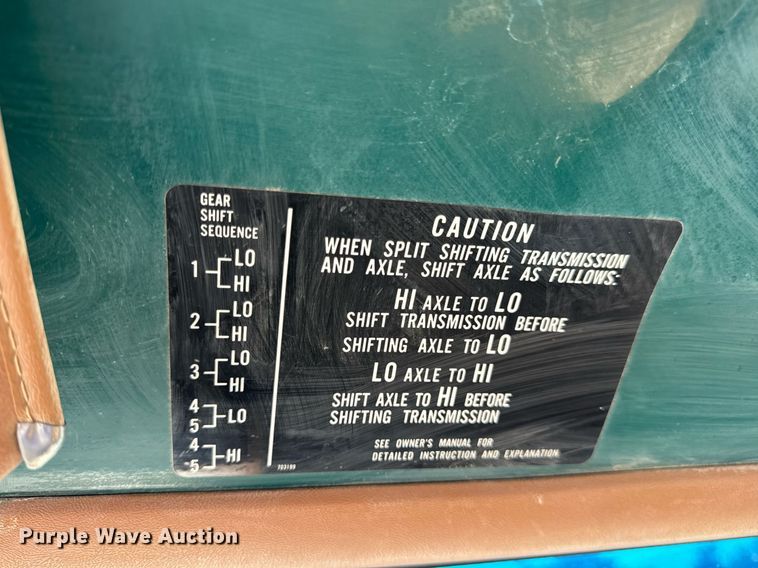 GEAR
SHIFT
SEQUENCE
1 LO
HI
2 LO
HI
3 LO
HI
4
5 LO
4
5 HI
CAUTION
WHEN SPLIT SHIFTING TRANSMISSION
AND AXLE, SHIFT AXLE AS FOLLOWS:
HI AXLE TO LO
SHIFT TRANSMISSION BEFORE
SHIFTING AXLE TO LO
LO AXLE TO HI
SHIFT AXLE TO HI BEFORE
SHIFTING TRANSMISSION
SEE OWNER'S MANUAL FOR
DETAILED INSTRUCTION AND EXPLANATION
703199
Purple Wave Auction